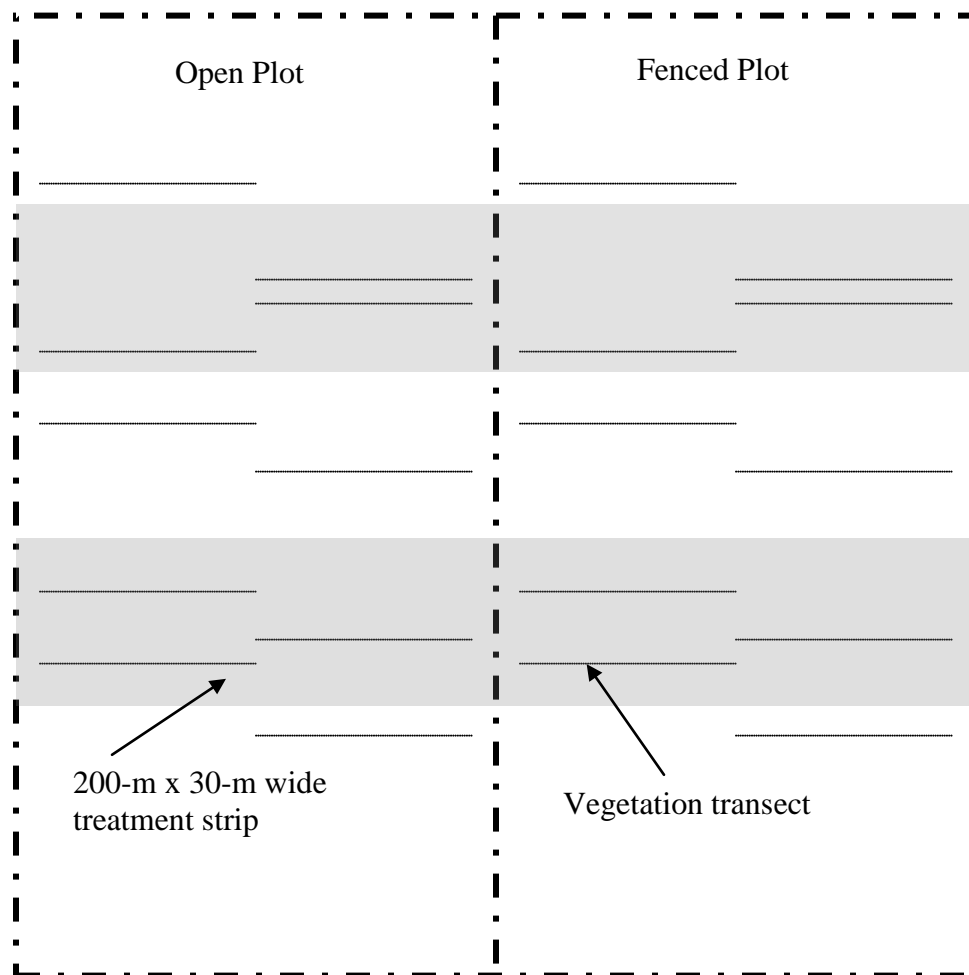 Open Plot
Fenced Plot
200-m x 30-m wide
treatment strip
Vegetation transect